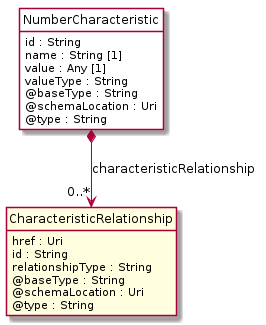 NumberCharacteristic
id : String
name : String [1]
value : Any [1]
valueType : String
@baseType : String
@schemaLocation : Uri
@type : String
characteristicRelationship
0..*
CharacteristicRelationship
href : Uri
id : String
relationshipType : String
@baseType : String
@schemaLocation : Uri
@type : String